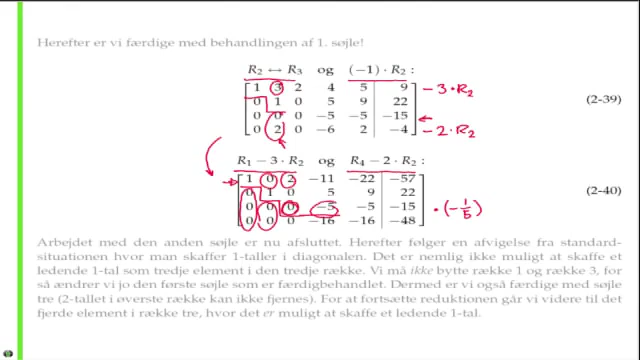 Herefter er vi færdige med behandlingen af 1. søjle!
R₂ ↔ R₃ og (−1) · R₂ :
1 3 2 4 5 9 − 3 · R₂
0 1 0 5 9 22 (2-39)
0 0 0 −5 −5 −15
0 2 0 −6 2 −4 − 2 · R₂
R₁ − 3 · R₂ og R₄ − 2 · R₂ :
1 0 2 −11 −22 −57
0 1 0 5 9 22 (2-40)
0 0 0 −5 −5 −15 · (−1/5)
0 0 0 −16 −16 −48
Arbejdet med den anden søjle er nu afsluttet. Herefter følger en afvigelse fra standard-
situationen hvor man skaffer 1-taller i diagonalen. Det er nemlig ikke muligt at skaffe et
ledende 1-tal som tredje element i den tredje række. Vi må ikke bytte række 1 og række 3, for
så ændrer vi jo den første søjle som er færdigbehandlet. Dermed er vi også færdige med søjle
tre (2-tallet i øverste række kan ikke fjernes). For at fortsætte reduktionen går vi videre til det
fjerde element i række tre, hvor det er muligt at skaffe et ledende 1-tal.